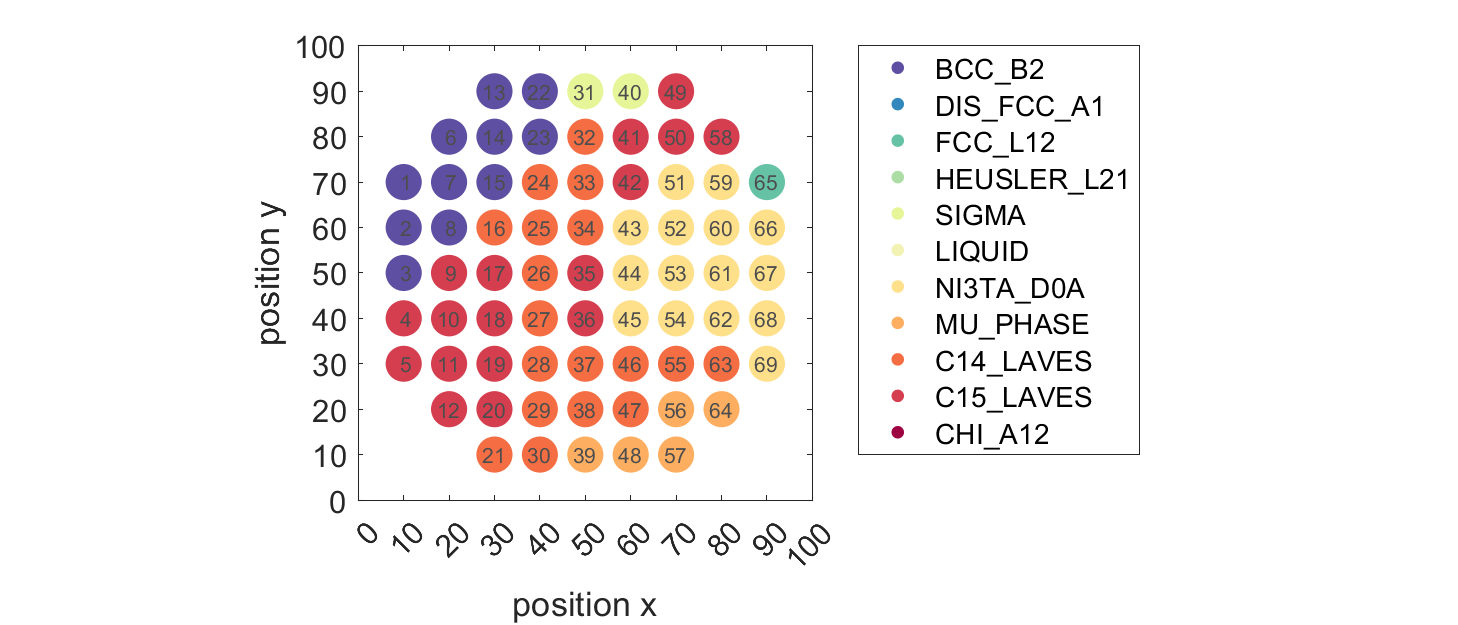 100
90
80
70
60
50
40
30
20
10
0
position y
13 22 31 40 49
6 14 23 32 41 50 58
1 7 15 24 33 42 51 59 65
2 8 16 25 34 43 52 60 66
3 9 17 26 35 44 53 61 67
4 10 18 27 36 45 54 62 68
5 11 19 28 37 46 55 63 69
12 20 29 38 47 56 64
21 30 39 48 57
0 10 20 30 40 50 60 70 80 90 100
position x
BCC_B2
DIS_FCC_A1
FCC_L12
HEUSLER_L21
SIGMA
LIQUID
NI3TA_D0A
MU_PHASE
C14_LAVES
C15_LAVES
CHI_A12